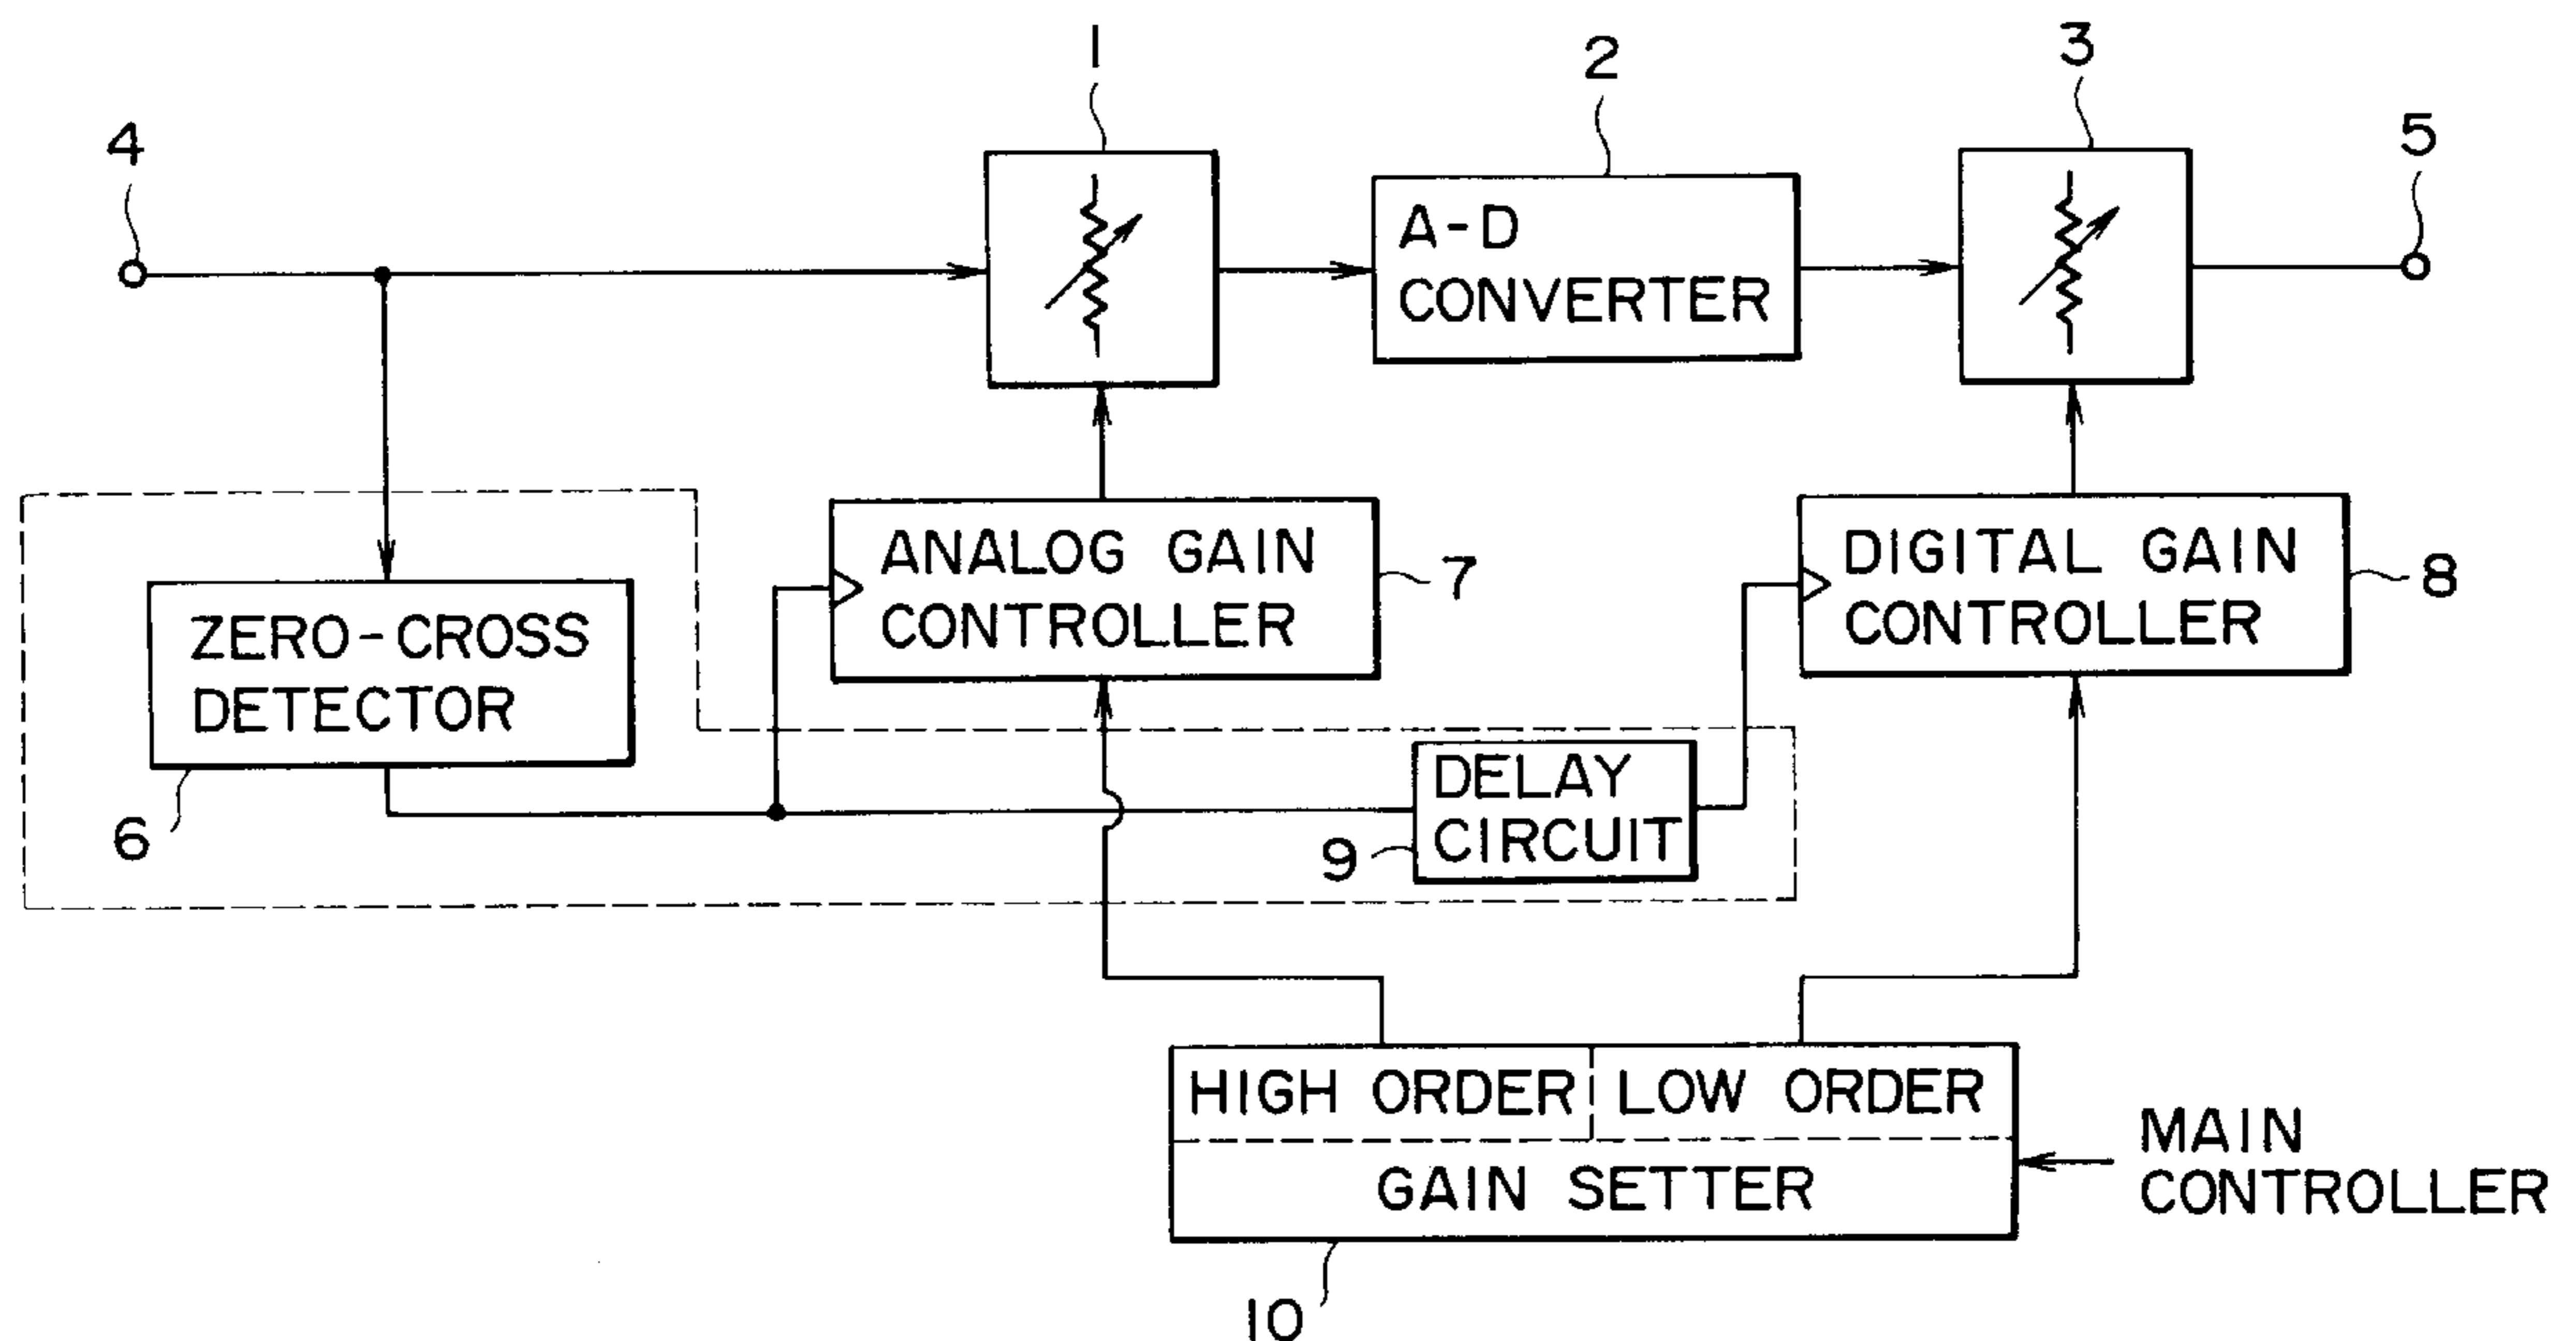 1
2
3
4
5
A-D
CONVERTER
ANALOG GAIN
CONTROLLER
7
DIGITAL GAIN
CONTROLLER
8
ZERO-CROSS
DETECTOR
6
DELAY
CIRCUIT
9
HIGH ORDER
LOW ORDER
GAIN SETTER
MAIN
CONTROLLER
10